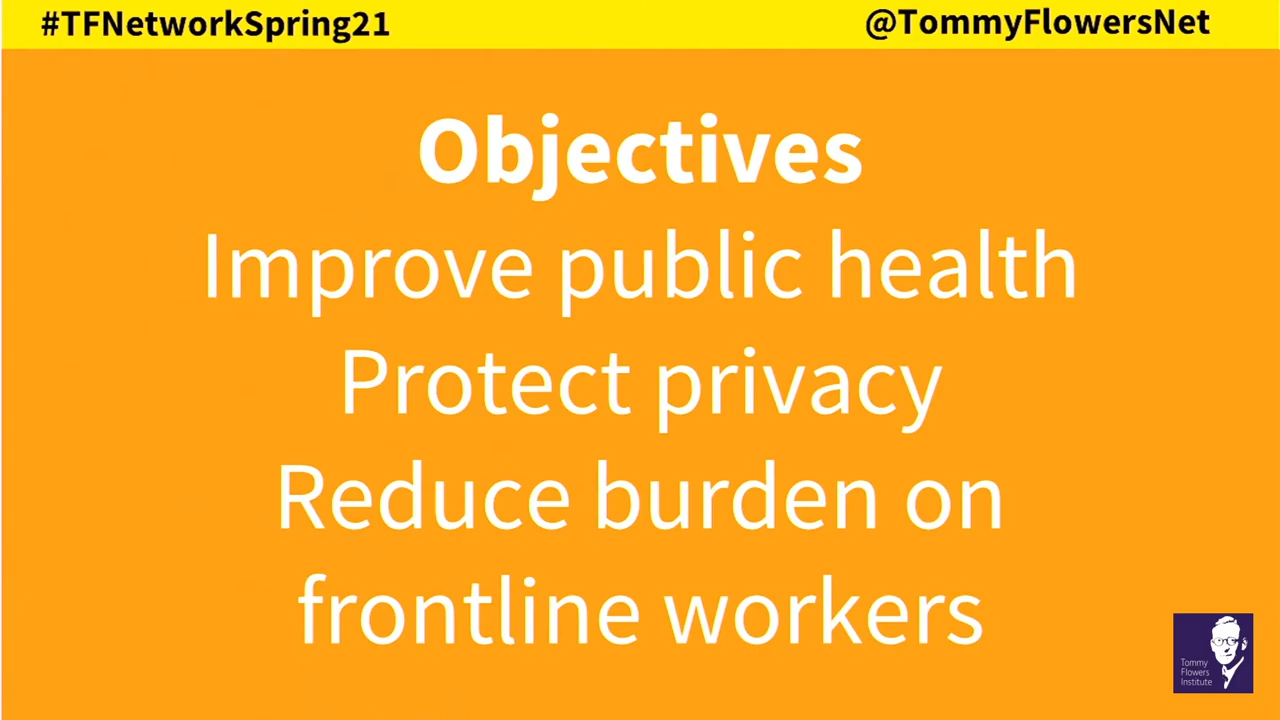 #TFNetworkSpring21
@TommyFlowersNet
Objectives
Improve public health
Protect privacy
Reduce burden on
frontline workers
Tommy
Flowers
Institute